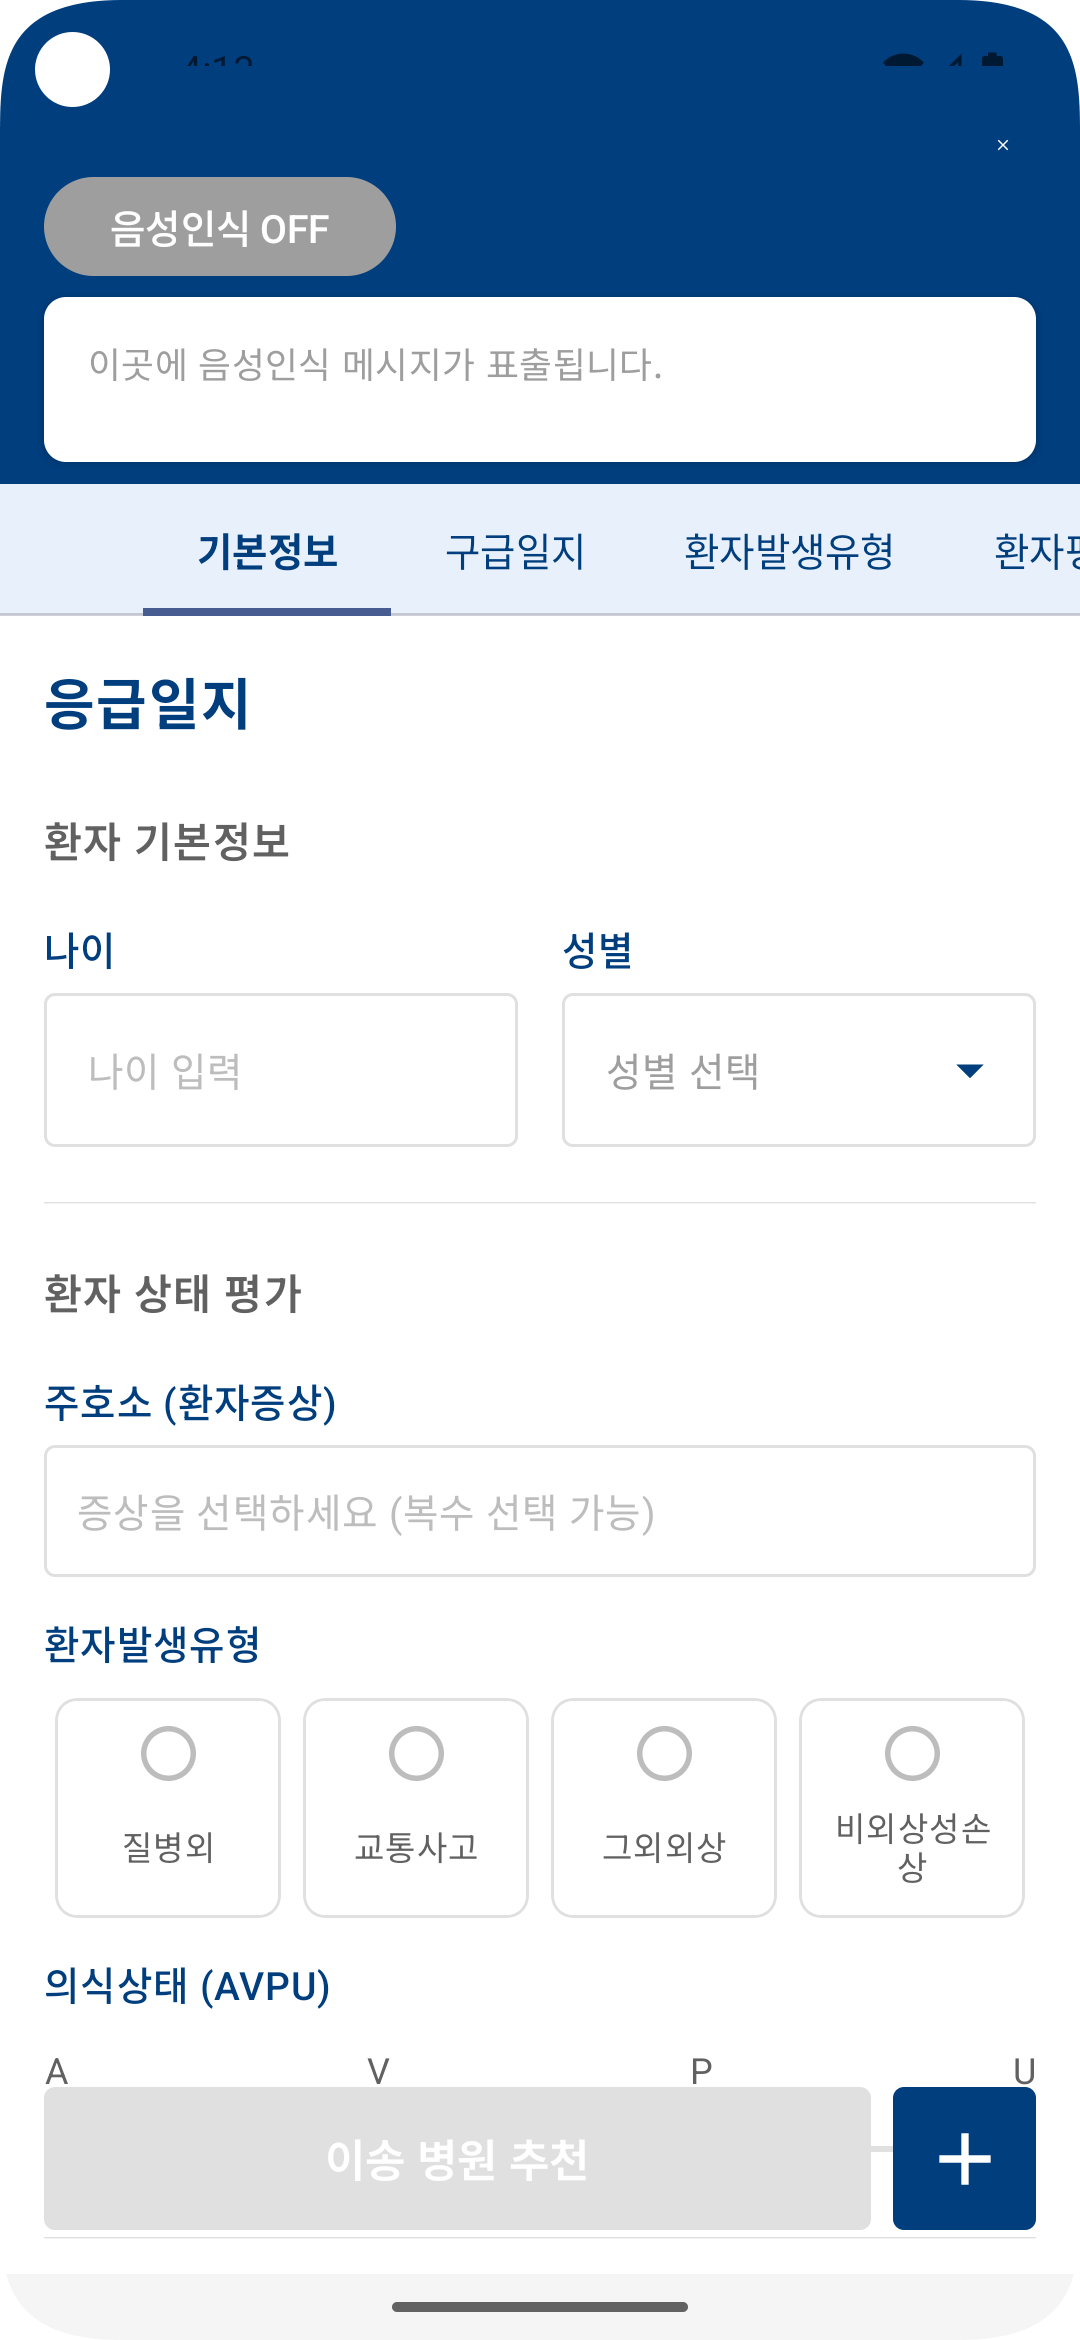 음성인식 OFF
이곳에 음성인식 메시지가 표출됩니다.
기본정보 구급일지 환자발생유형
응급일지
환자 기본정보
나이 성별
나이 입력 성별 선택
환자 상태 평가
주호소 (환자증상)
증상을 선택하세요 (복수 선택 가능)
환자발생유형
질병외 교통사고 그외외상 비외상성손
상
의식상태 (AVPU)
A V P U
이송 병원 추천